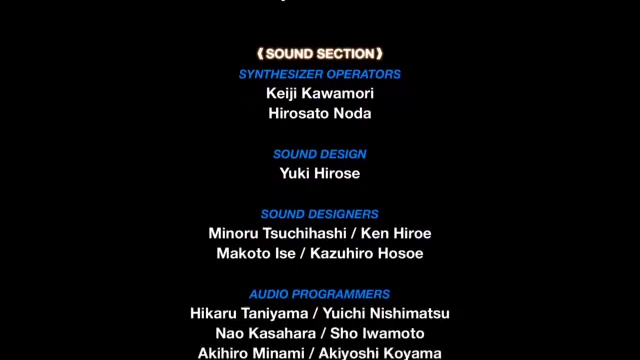 《SOUND SECTION》
SYNTHESIZER OPERATORS
Keiji Kawamori
Hirosato Noda
SOUND DESIGN
Yuki Hirose
SOUND DESIGNERS
Minoru Tsuchihashi / Ken Hiroe
Makoto Ise / Kazuhiro Hosoe
AUDIO PROGRAMMERS
Hikaru Taniyama / Yuichi Nishimatsu
Nao Kasahara / Sho Iwamoto
Akihiro Minami / Akiyoshi Koyama